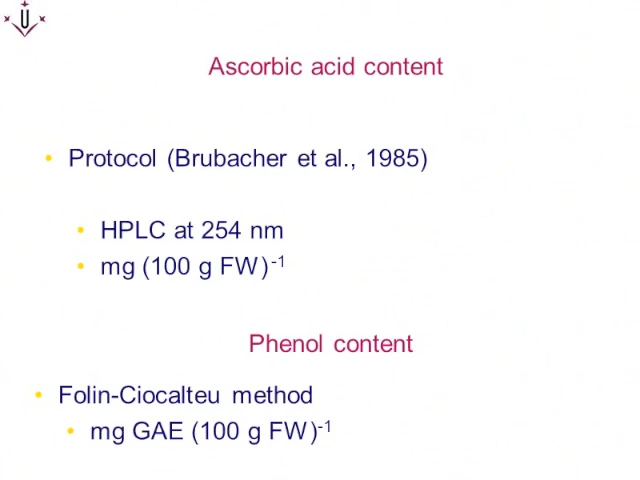 U
Ascorbic acid content
• Protocol (Brubacher et al., 1985)
• HPLC at 254 nm
• mg (100 g FW)-1
Phenol content
• Folin-Ciocalteu method
• mg GAE (100 g FW)-1